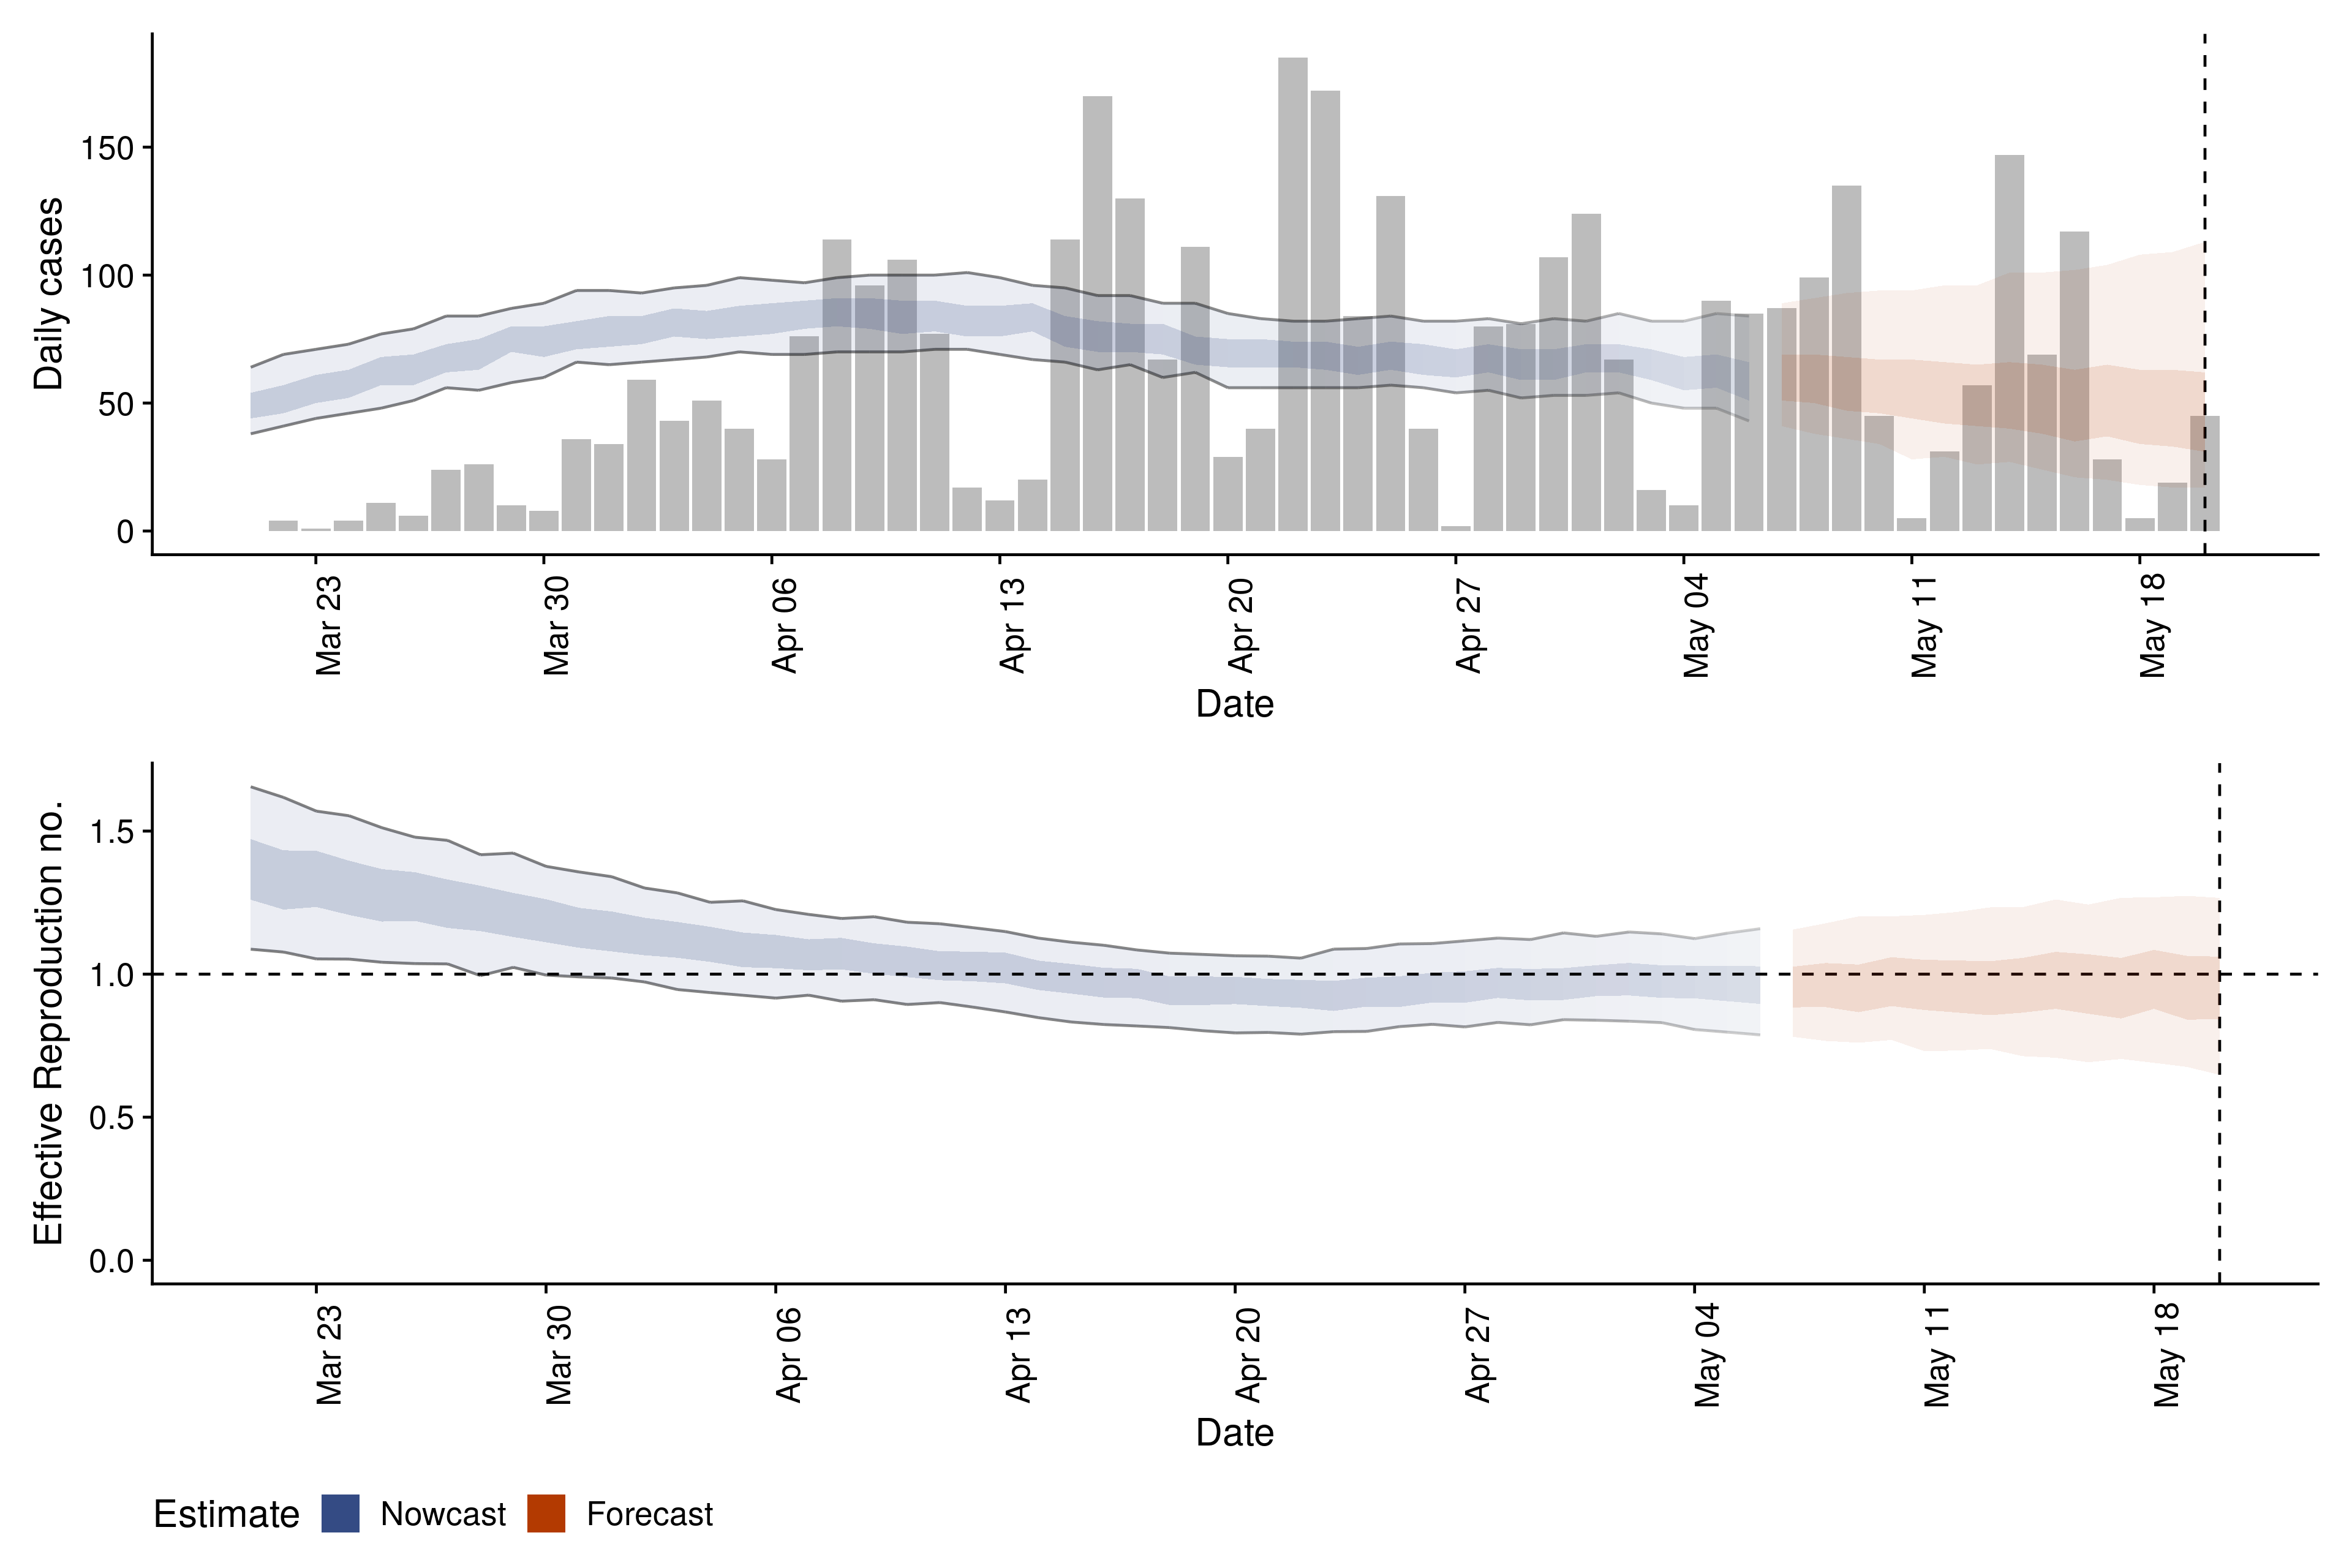 Daily cases
150
100
50
0
Mar 23
Mar 30
Apr 06
Apr 13
Apr 20
Apr 27
May 04
May 11
May 18
Date
Effective Reproduction no.
1.5
1.0
0.5
0.0
Mar 23
Mar 30
Apr 06
Apr 13
Apr 20
Apr 27
May 04
May 11
May 18
Date
Estimate Nowcast Forecast